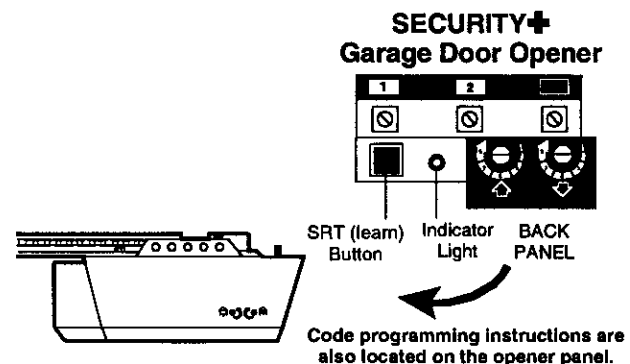 SECURITY✚
Garage Door Opener
1 2
SRT (learn) Indicator BACK
Button Light PANEL
Code programming instructions are
also located on the opener panel.